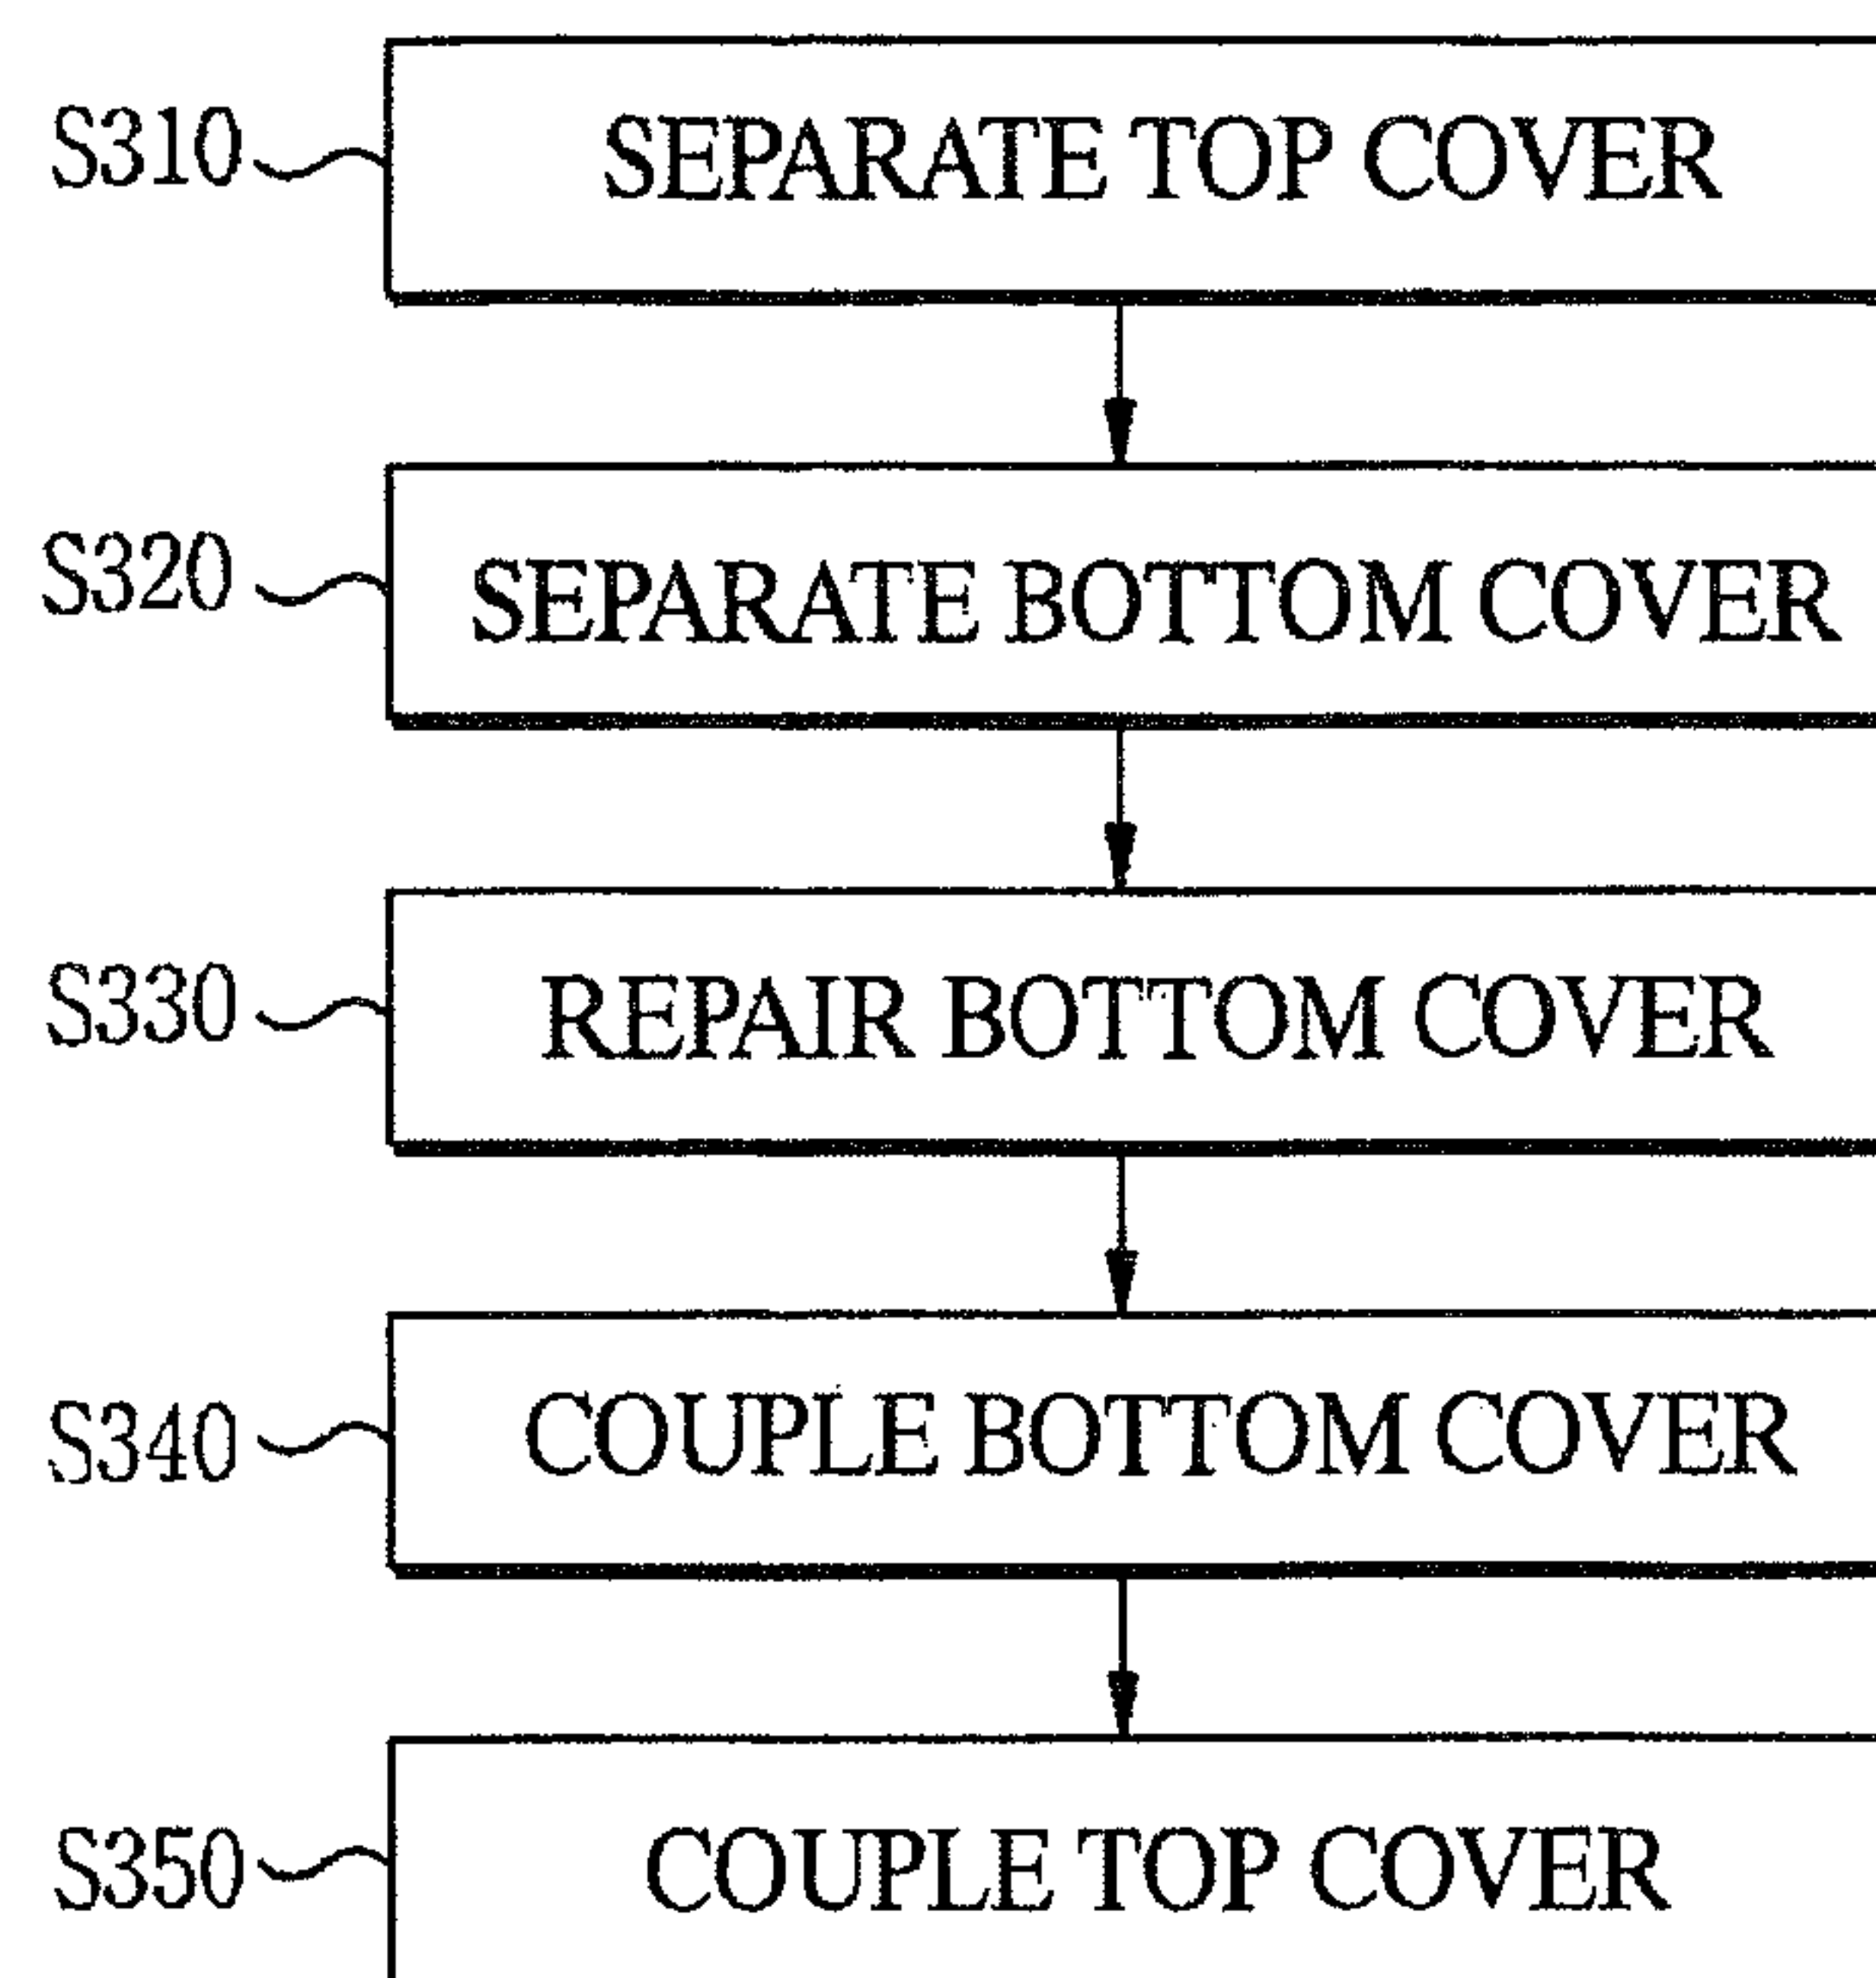 S310 SEPARATE TOP COVER
S320 SEPARATE BOTTOM COVER
S330 REPAIR BOTTOM COVER
S340 COUPLE BOTTOM COVER
S350 COUPLE TOP COVER